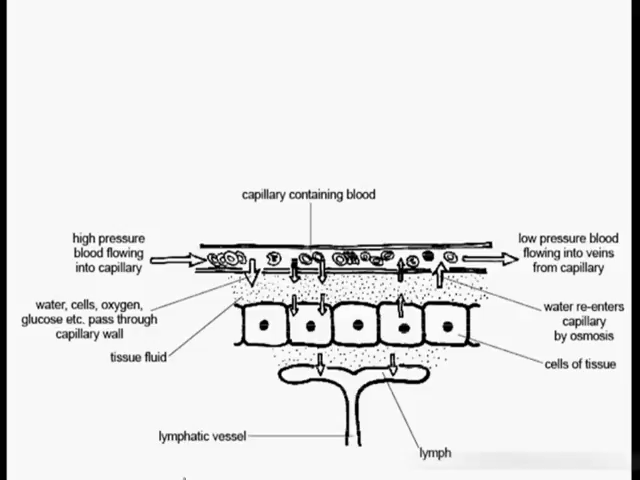 capillary containing blood
high pressure
blood flowing
into capillary
low pressure blood
flowing into veins
from capillary
water, cells, oxygen,
glucose etc. pass through
capillary wall
water re-enters
capillary
by osmosis
tissue fluid
cells of tissue
lymphatic vessel
lymph